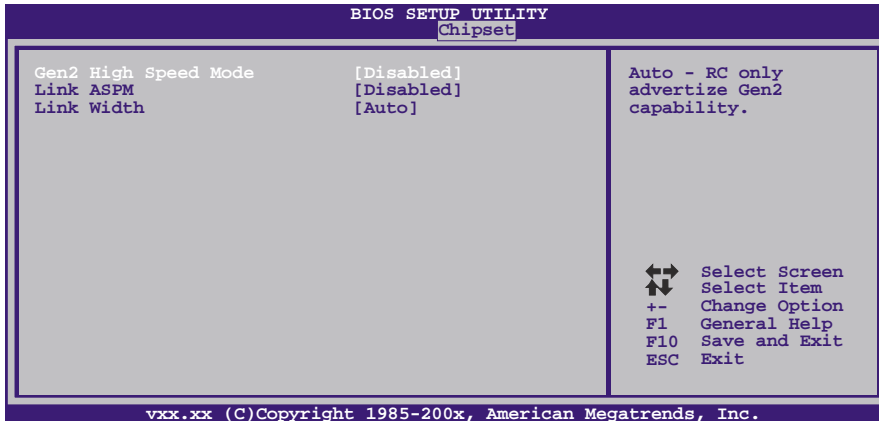 BIOS SETUP UTILITY
Chipset
Gen2 High Speed Mode [Disabled]
Link ASPM [Disabled]
Link Width [Auto]
Auto - RC only
advertize Gen2
capability.
Select Screen
Select Item
+- Change Option
F1 General Help
F10 Save and Exit
ESC Exit
vxx.xx (C)Copyright 1985-200x, American Megatrends, Inc.